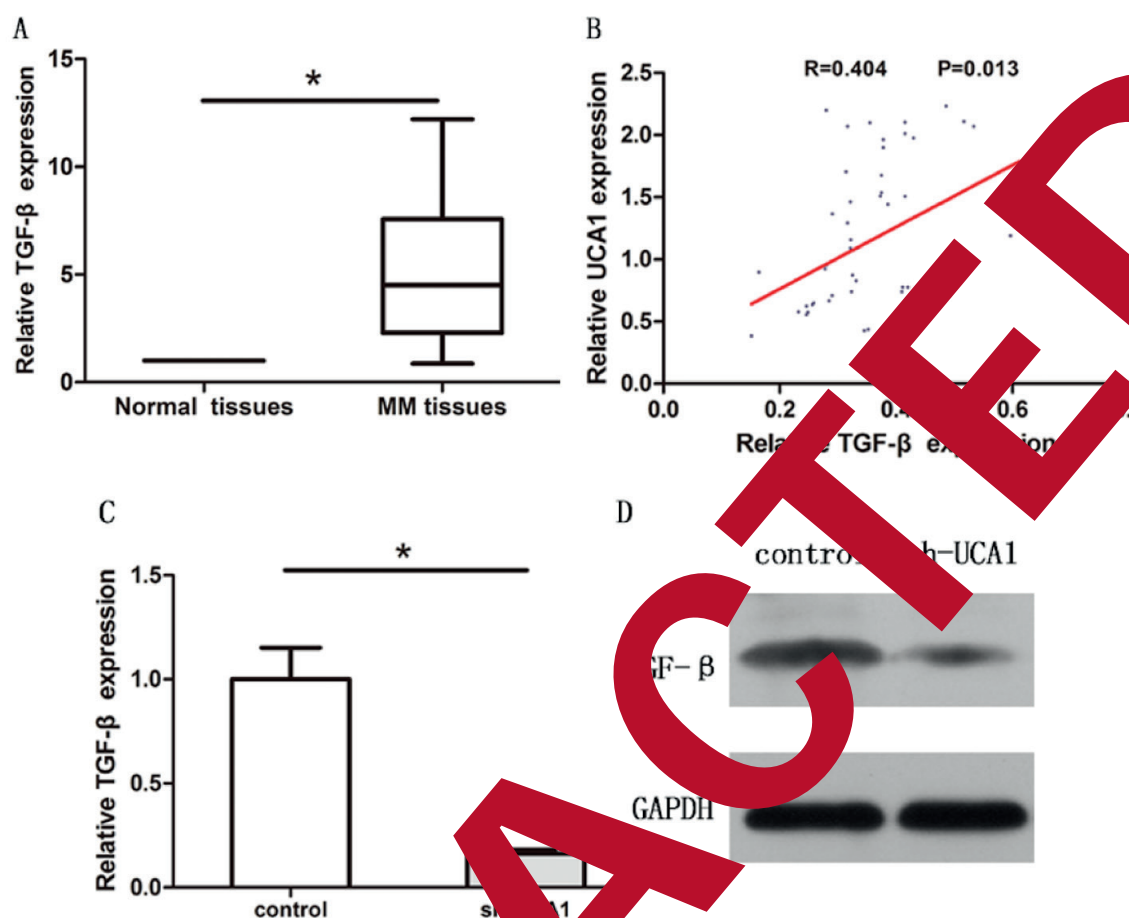 A
Relative TGF-β expression
15
10
5
0
*
Normal tissues
MM tissues
B
Relative UCA1 expression
R=0.404 P=0.013
2.5
2.0
1.5
1.0
0.5
0.0
0.0 0.2 0.6
TGF-β
C
Relative TGF-β expression
1.5
1.0
0.5
0.0
*
control
D
GAPDH
ACTED